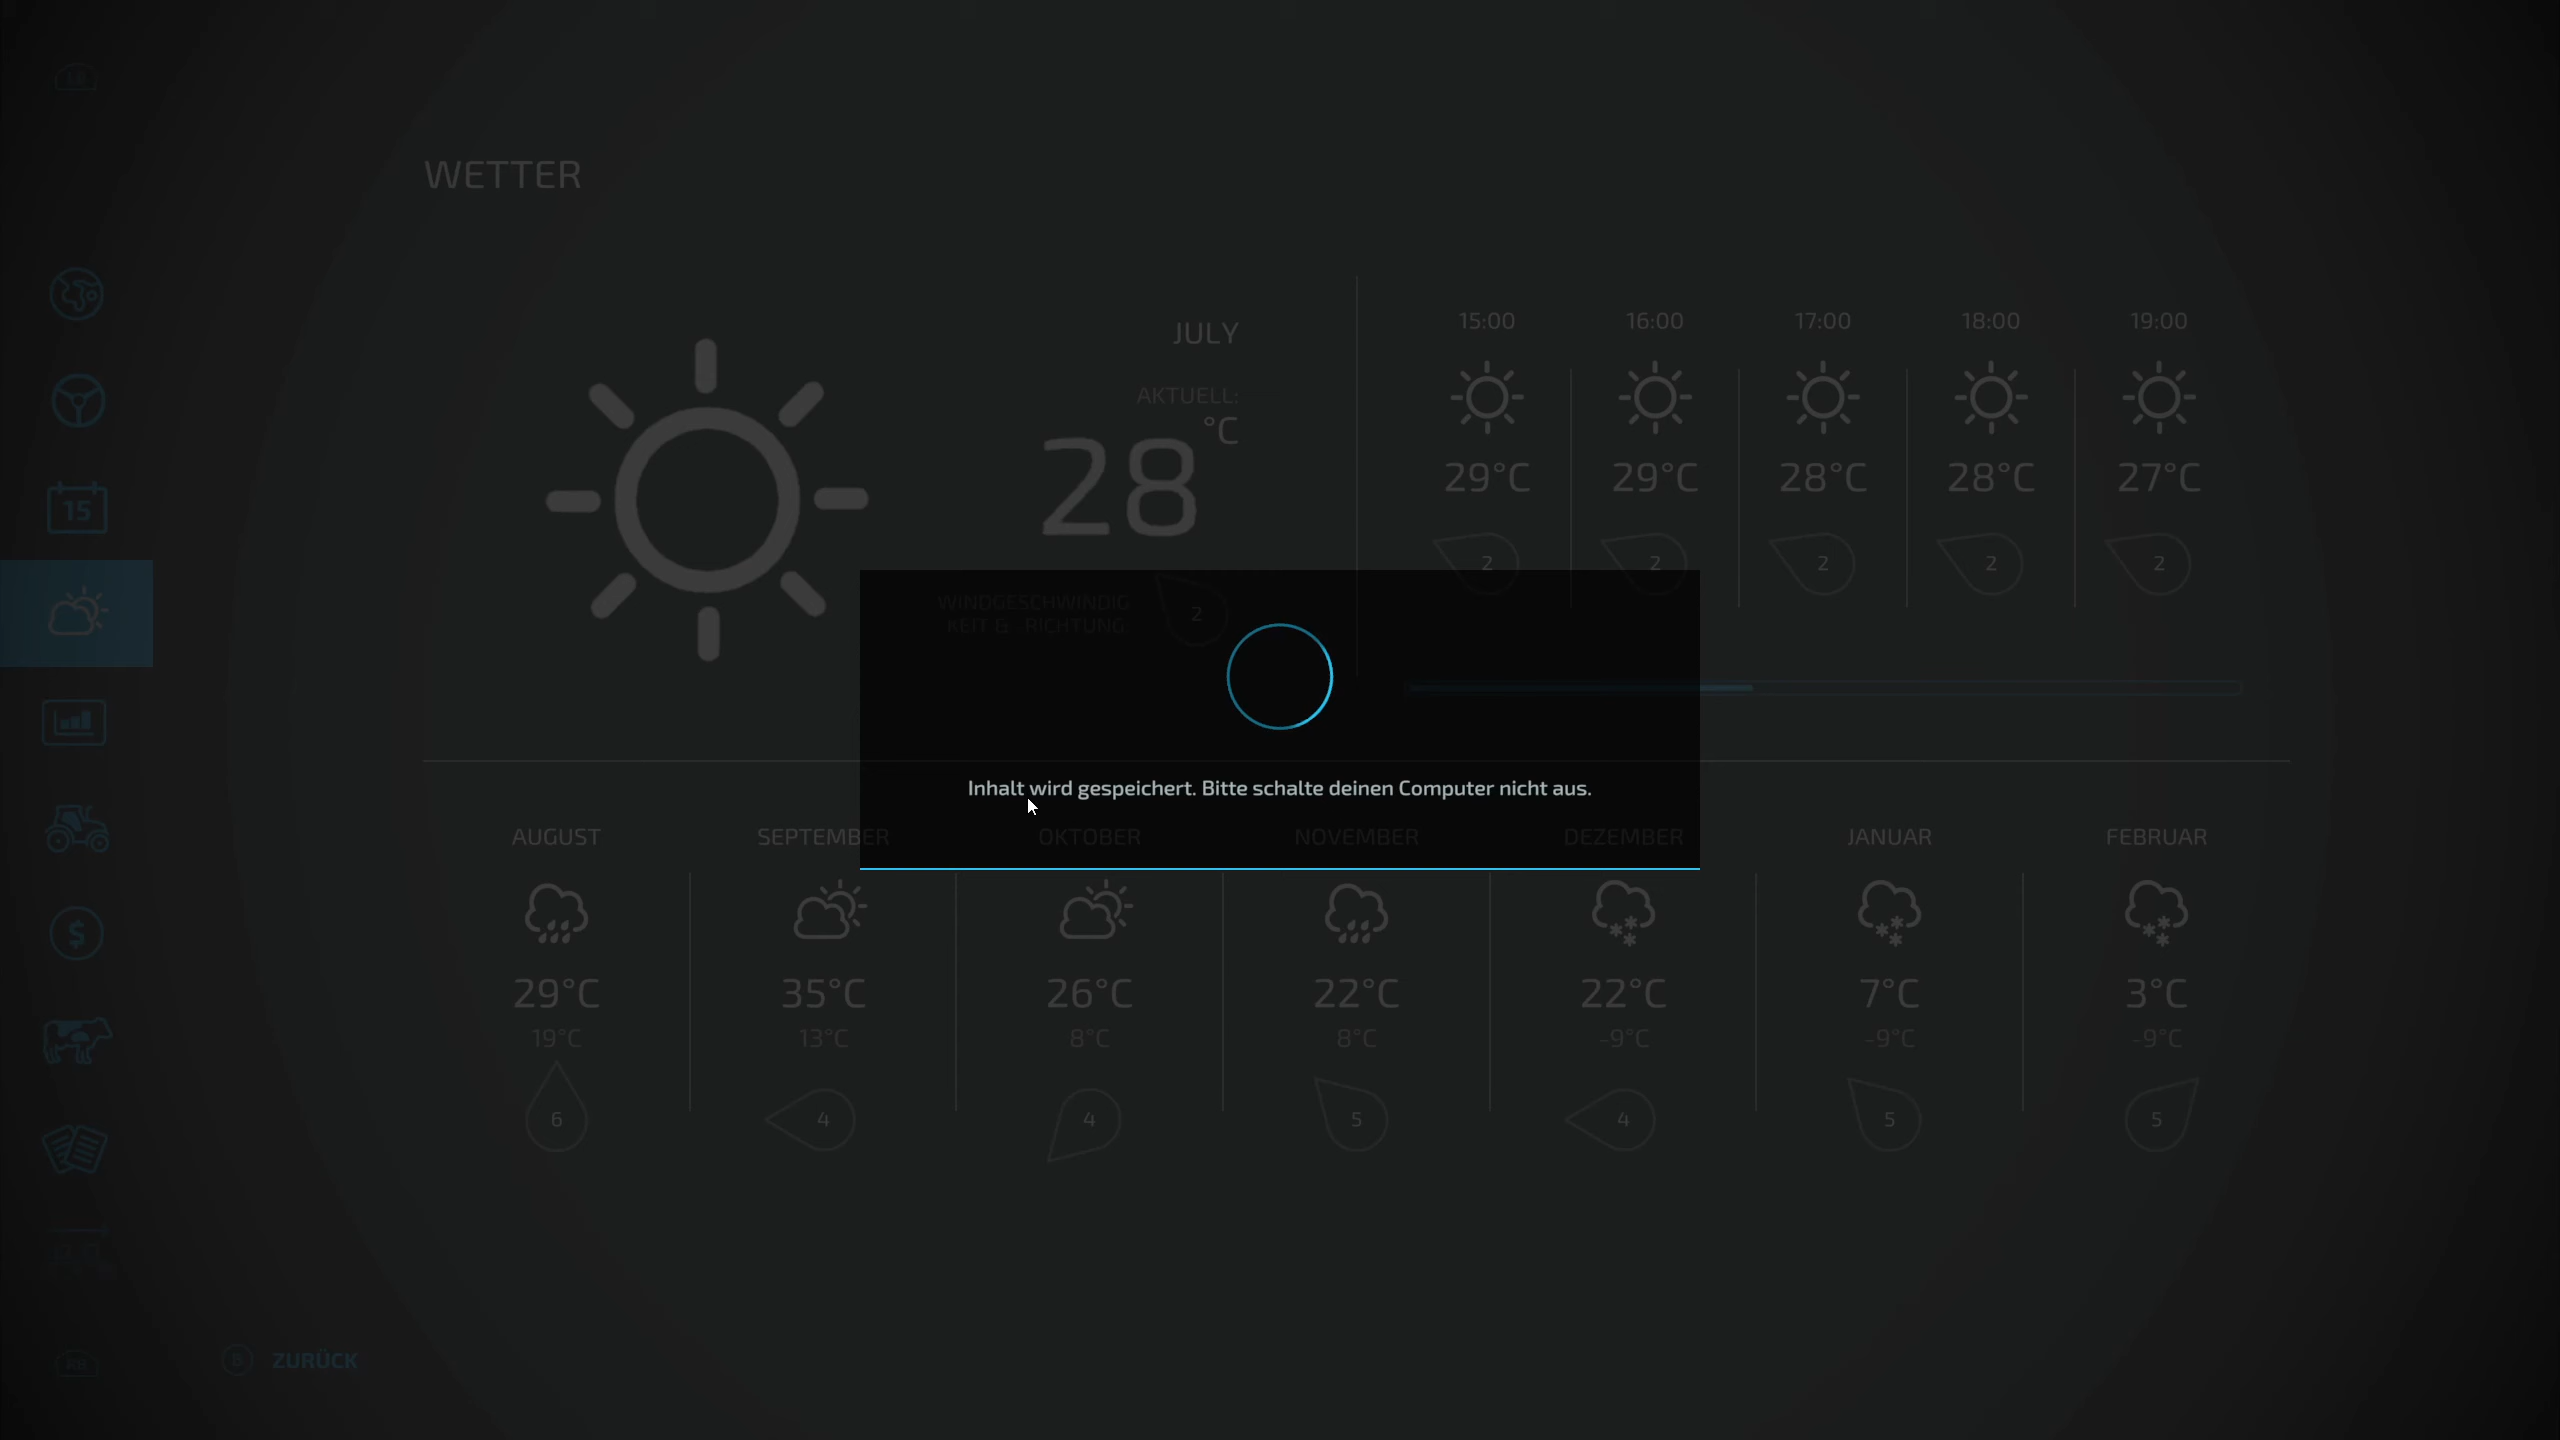 WETTER
JULY
AKTUELL:
°C
28
WINDGESCHWINDIG
KEIT & -RICHTUNG
2
15:00 16:00 17:00 18:00 19:00
29°C 29°C 28°C 28°C 27°C
2 2 2 2 2
15
Inhalt wird gespeichert. Bitte schalte deinen Computer nicht aus.
AUGUST SEPTEMBER OKTOBER NOVEMBER DEZEMBER JANUAR FEBRUAR
29°C 35°C 26°C 22°C 22°C 7°C 3°C
19°C 13°C 8°C 8°C -9°C -9°C -9°C
6 4 4 5 4 5 5
$
RB
B ZURÜCK